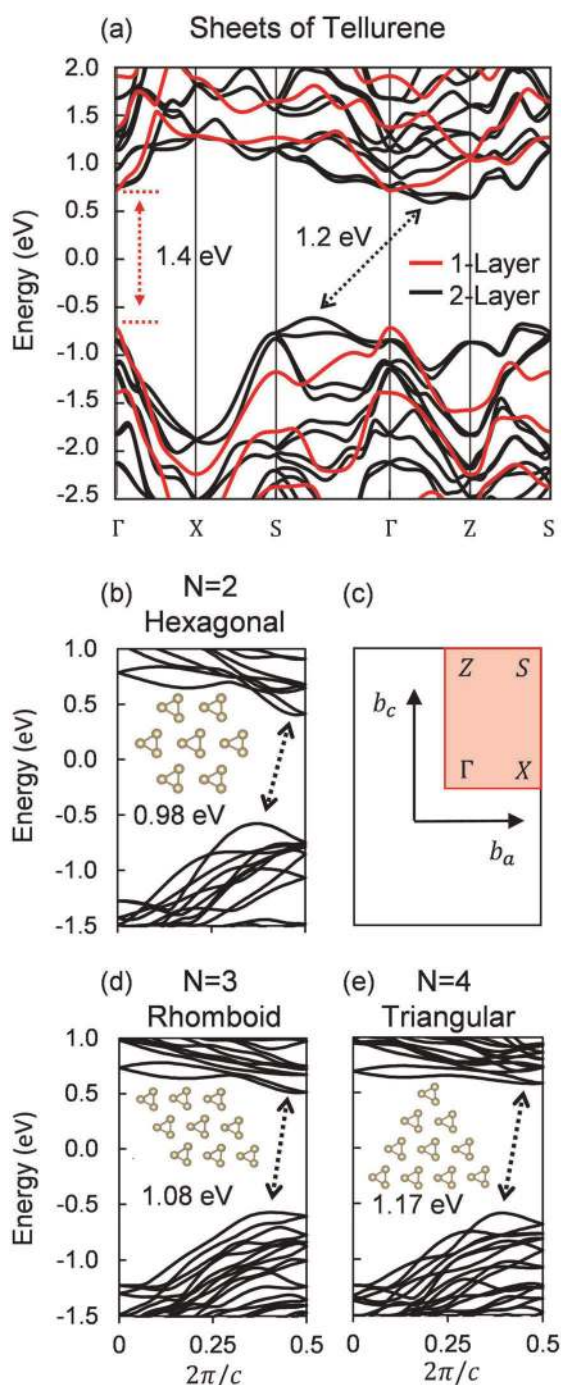 (a) Sheets of Tellurene
2.0
1.5
1.0
0.5
0.0
-0.5
-1.0
-1.5
-2.0
-2.5
Energy (eV)
1.4 eV
1.2 eV
1-Layer
2-Layer
Γ X S Γ Z S
(b) N=2
Hexagonal
1.0
0.5
0.0
-0.5
-1.0
-1.5
Energy (eV)
0.98 eV
(c)
Z S
b_c
Γ X
b_a
(d) N=3
Rhomboid
1.0
0.5
0.0
-0.5
-1.0
-1.5
Energy (eV)
1.08 eV
0 0.25 0.5
2π/c
(e) N=4
Triangular
1.17 eV
0 0.25 0.5
2π/c